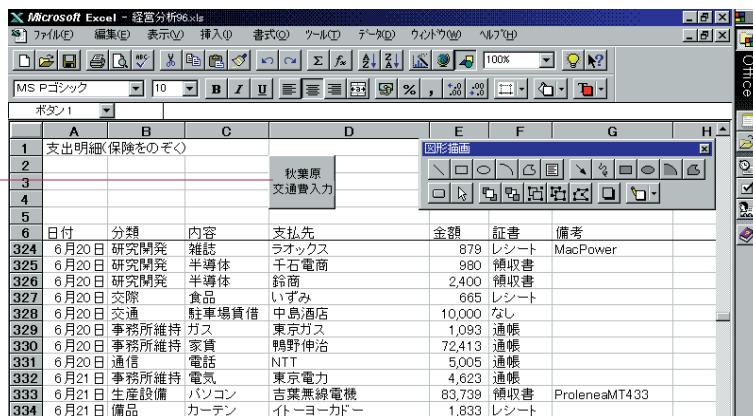 Microsoft Excel - 経営分析96.xls
ファイル(F) 編集(E) 表示(V) 挿入(I) 書式(O) ツール(T) データ(D) ウィンドウ(W) ヘルプ(H)
100%
MS Pゴシック 10 B I U % ,
ボタン1
A B C D E F G H
1 支出明細(保険をのぞく) 図形描画
2
秋葉原
3
交通費入力
4
5
6 日付 分類 内容 支払先 金額 証書 備考
324 6月20日 研究開発 雑誌 ラオックス 879 レシート MacPower
325 6月20日 研究開発 半導体 千石電商 980 領収書
326 6月20日 研究開発 半導体 鈴商 2,400 領収書
327 6月20日 交際 食品 いずみ 665 レシート
328 6月20日 交通 駐車場賃借 中島酒店 10,000 なし
329 6月20日 事務所維持 ガス 東京ガス 1,093 通帳
330 6月20日 事務所維持 家賃 鴨野伸治 72,413 通帳
331 6月20日 通信 電話 NTT 5,005 通帳
332 6月21日 事務所維持 電気 東京電力 4,623 通帳
333 6月21日 生産設備 パソコン 吉葉無線電機 83,739 領収書 ProleneaMT433
334 6月21日 備品 カーテン イトーヨーカドー 1,833 レシート
Office